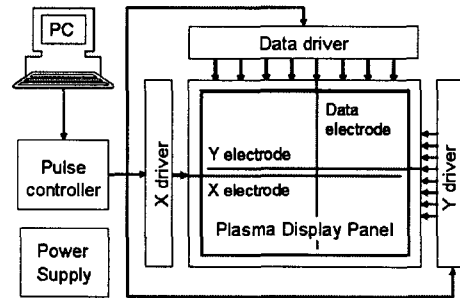 PC
Data driver
Data
electrode
Pulse
controller
X driver
Y electrode
X electrode
Y driver
Plasma Display Panel
Power
Supply